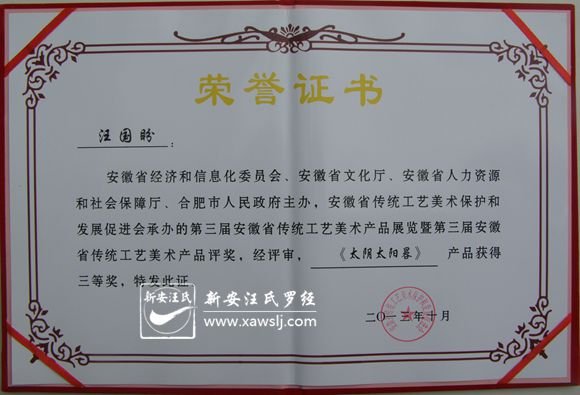 荣誉证书
汪国盼：
安徽省经济和信息化委员会、安徽省文化厅、安徽省人力资源
和社会保障厅、合肥市人民政府主办，安徽省传统工艺美术保护和
发展促进会承办的第三届安徽省传统工艺美术产品展览暨第三届安徽
省传统工艺美术产品评奖，经评审，《太阴太阳晷》产品获得
三等奖，特发此证。
新安汪氏 新安汪氏罗经
www.xawslj.com
二〇一三年十月